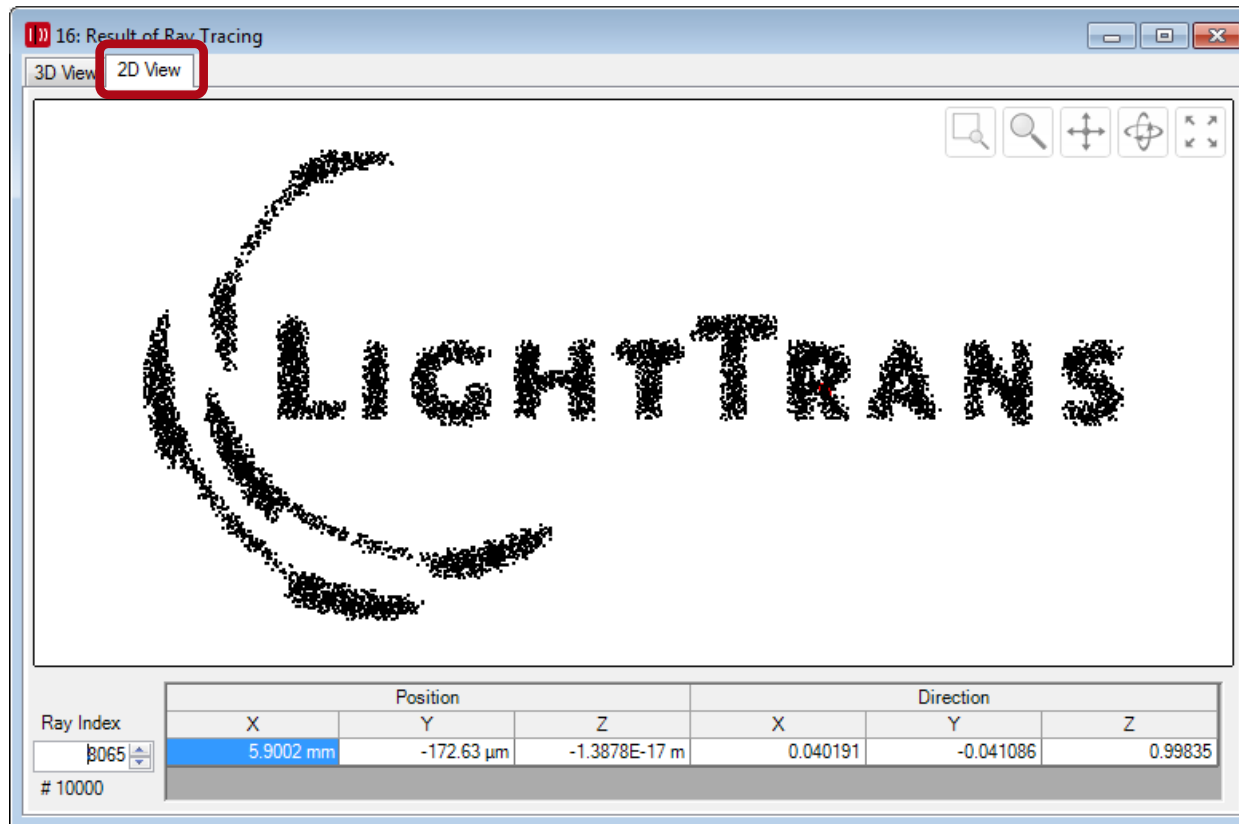 16: Result of Ray Tracing
3D View 2D View
LIGHTTRANS
Position Direction
Ray Index X Y Z X Y Z
8065 5.9002 mm -172.63 µm -1.3878E-17 m 0.040191 -0.041086 0.99835
# 10000